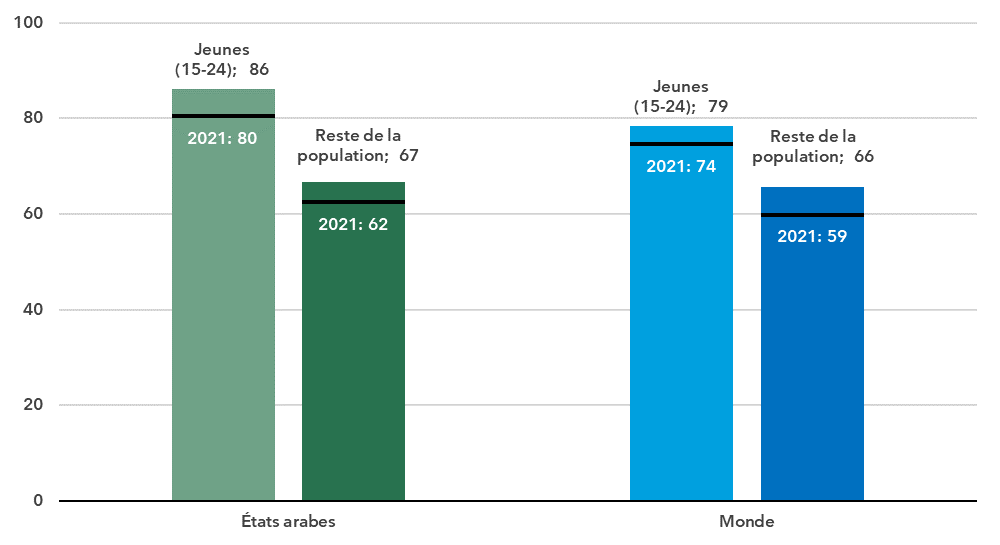 100
80
60
40
20
0
Jeunes
(15-24); 86
2021: 80
Reste de la
population; 67
2021: 62
Jeunes
(15-24); 79
2021: 74
Reste de la
population; 66
2021: 59
États arabes
Monde